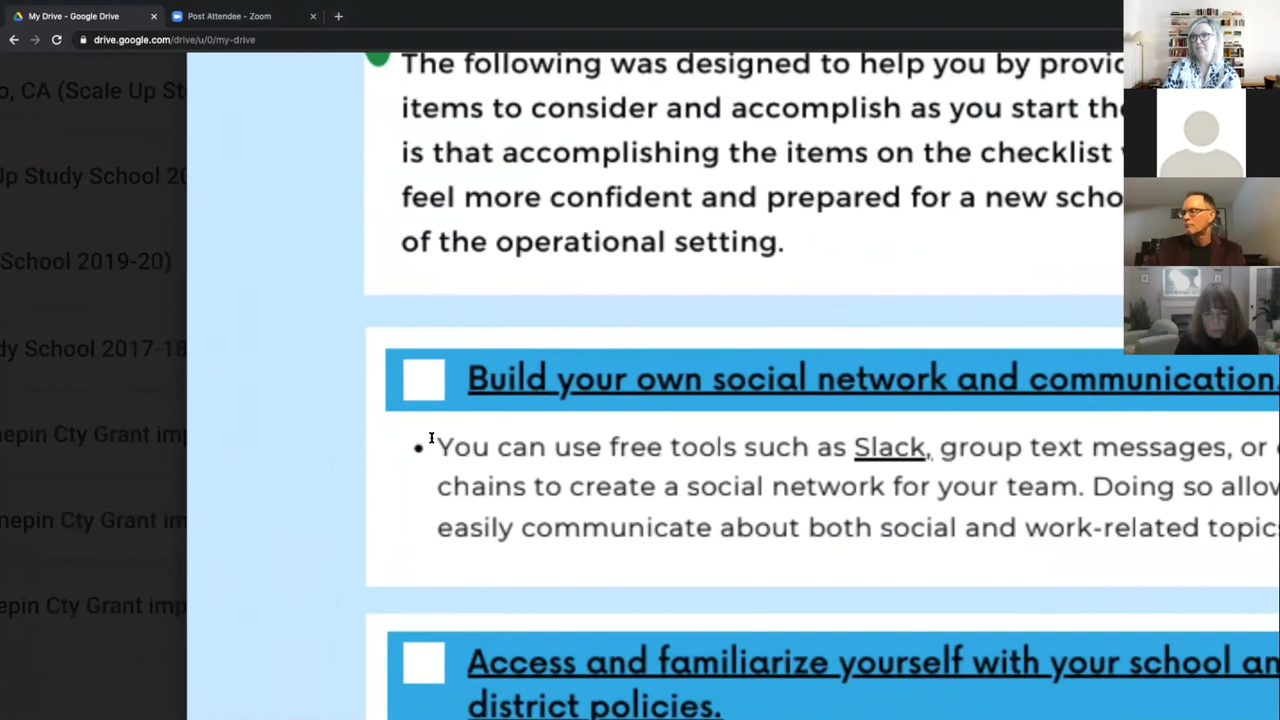 My Drive - Google Drive
Post Attendee - Zoom
drive.google.com/drive/u/0/my-drive
o, CA (Scale Up St
Up Study School 20
School 2019-20)
dy School 2017-18
nepin Cty Grant imp
nepin Cty Grant im
epin Cty Grant imp
The following was designed to help you by provid
items to consider and accomplish as you start the
is that accomplishing the items on the checklist
feel more confident and prepared for a new scho
of the operational setting.
Build your own social network and communication
• You can use free tools such as Slack, group text messages, or
chains to create a social network for your team. Doing so allow
easily communicate about both social and work-related topics
Access and familiarize yourself with your school an
district policies.